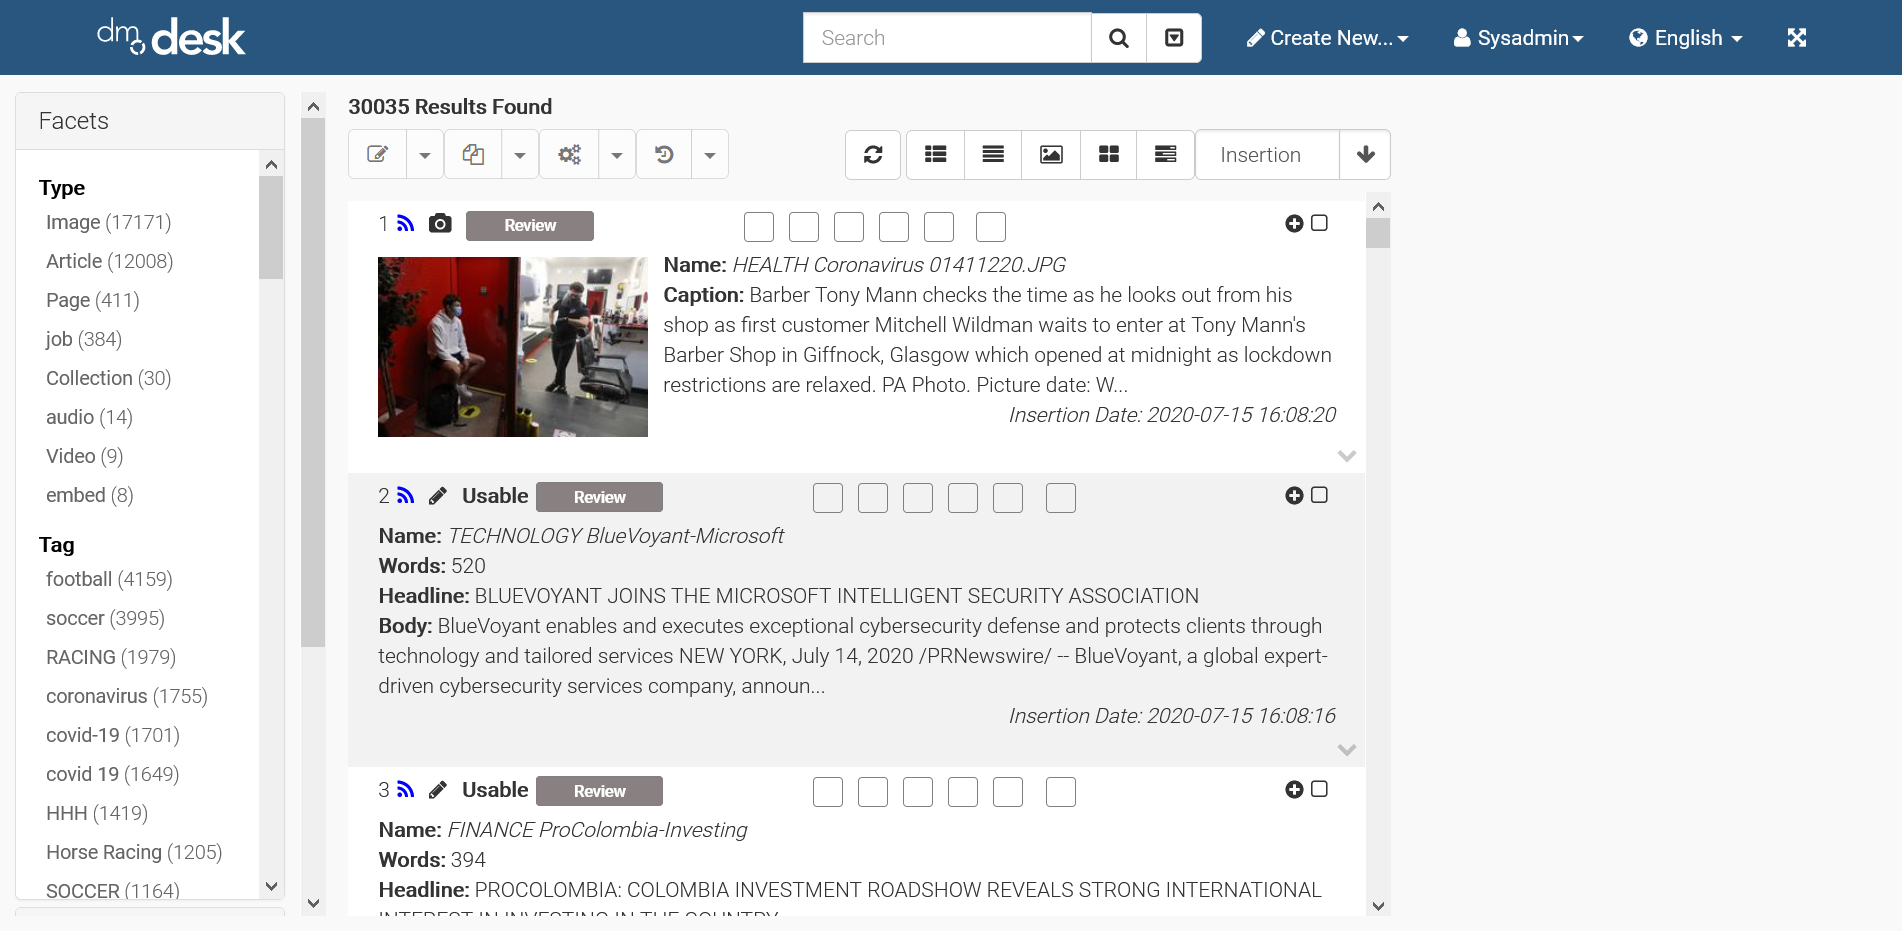 dmo desk
Search
Create New...
Sysadmin
English
Facets
Type
Image (17171)
Article (12008)
Page (411)
job (384)
Collection (30)
audio (14)
Video (9)
embed (8)
Tag
football (4159)
soccer (3995)
RACING (1979)
coronavirus (1755)
covid-19 (1701)
covid 19 (1649)
HHH (1419)
Horse Racing (1205)
SOCCER (1164)
30035 Results Found
Insertion
1 Review
Name: HEALTH Coronavirus 01411220.JPG
Caption: Barber Tony Mann checks the time as he looks out from his
shop as first customer Mitchell Wildman waits to enter at Tony Mann's
Barber Shop in Giffnock, Glasgow which opened at midnight as lockdown
restrictions are relaxed. PA Photo. Picture date: W...
Insertion Date: 2020-07-15 16:08:20
2 Usable Review
Name: TECHNOLOGY BlueVoyant-Microsoft
Words: 520
Headline: BLUEVOYANT JOINS THE MICROSOFT INTELLIGENT SECURITY ASSOCIATION
Body: BlueVoyant enables and executes exceptional cybersecurity defense and protects clients through
technology and tailored services NEW YORK, July 14, 2020 /PRNewswire/ -- BlueVoyant, a global expert-
driven cybersecurity services company, announ...
Insertion Date: 2020-07-15 16:08:16
3 Usable Review
Name: FINANCE ProColombia-Investing
Words: 394
Headline: PROCOLOMBIA: COLOMBIA INVESTMENT ROADSHOW REVEALS STRONG INTERNATIONAL
INTEREST IN INVESTING IN THE COUNTRY